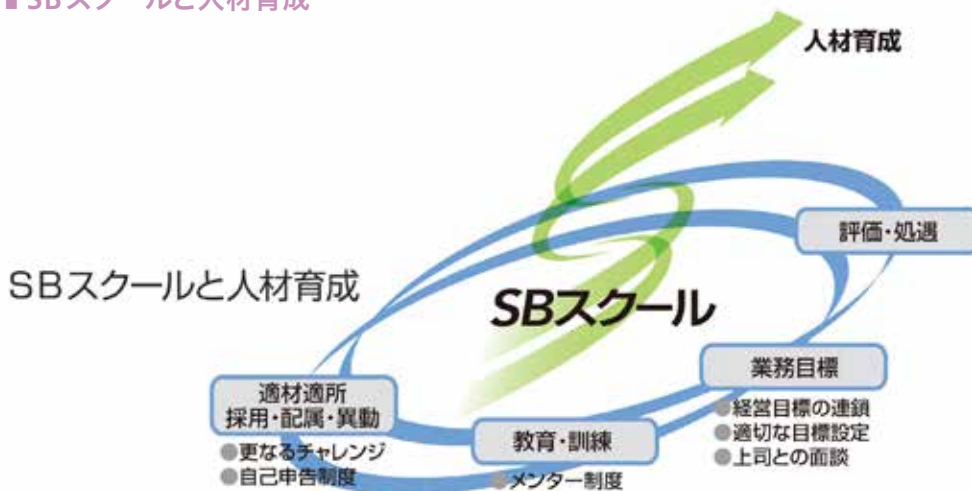 ■SBスクールと人材育成
人材育成
評価・処遇
SBスクールと人材育成
SBスクール
業務目標
●経営目標の連鎖
●適切な目標設定
●上司との面談
適材適所
採用・配属・異動
●更なるチャレンジ
●自己申告制度
教育・訓練
●メンター制度